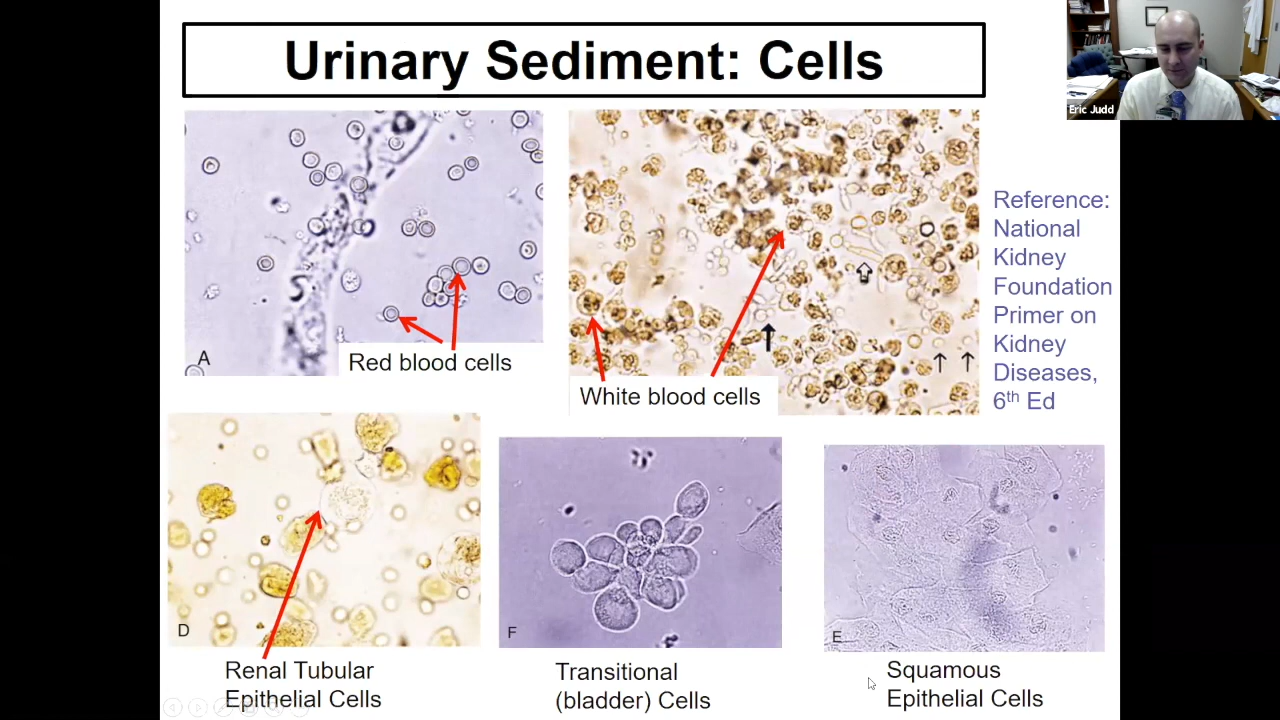 Urinary Sediment: Cells
Eric Judd
A
Red blood cells
White blood cells
Reference:
National
Kidney
Foundation
Primer on
Kidney
Diseases,
6th Ed
D
Renal Tubular
Epithelial Cells
F
Transitional
(bladder) Cells
E
Squamous
Epithelial Cells